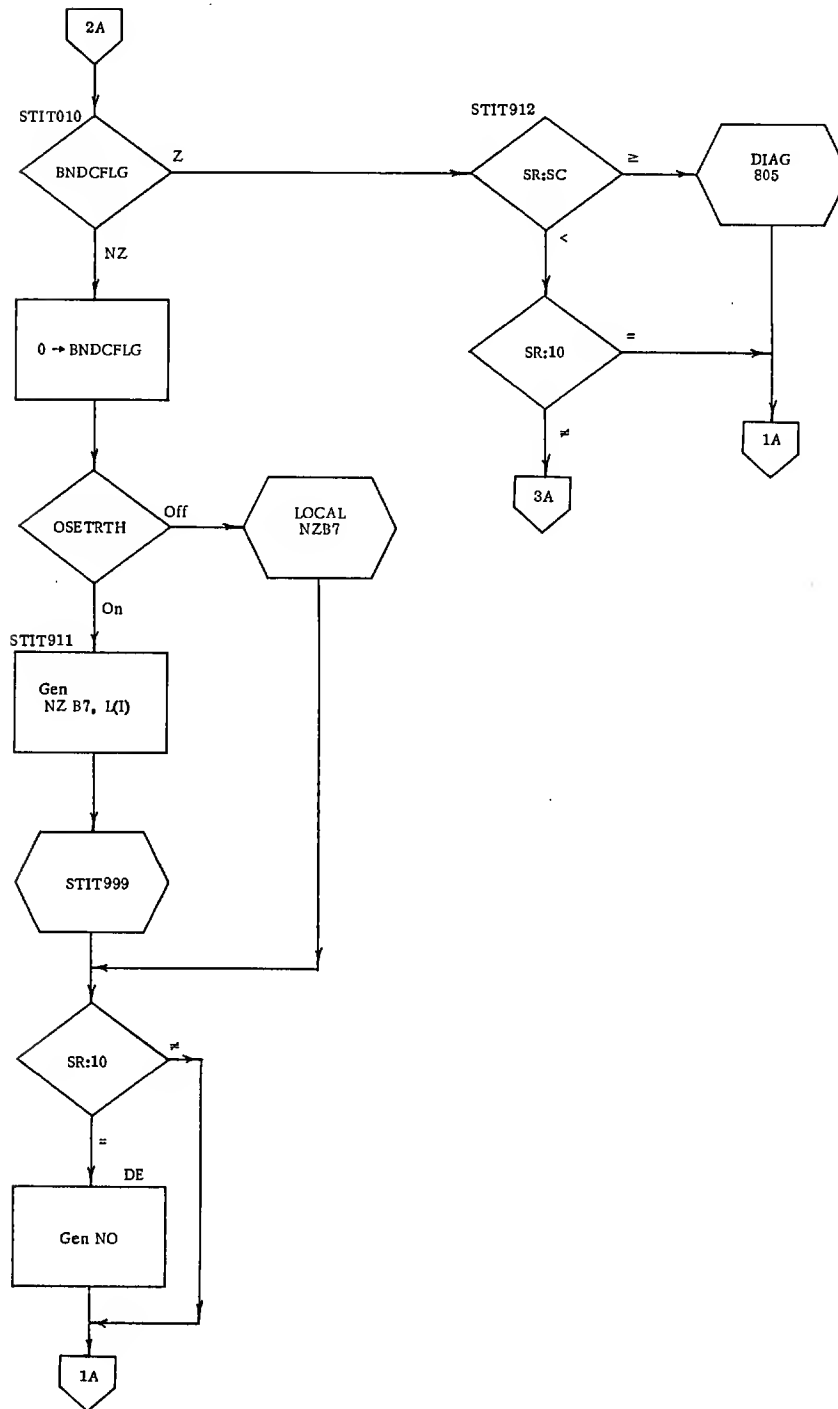 2A
STIT010
BNDCFLG
Z
NZ
0 → BNDCFLG
OSETRTH
Off
LOCAL
NZB7
On
STIT911
Gen
NZ B7, L(I)
STIT999
SR:10
≠
=
DE
Gen NO
1A
STIT912
SR:SC
≥
DIAG
805
<
SR:10
=
≠
1A
3A